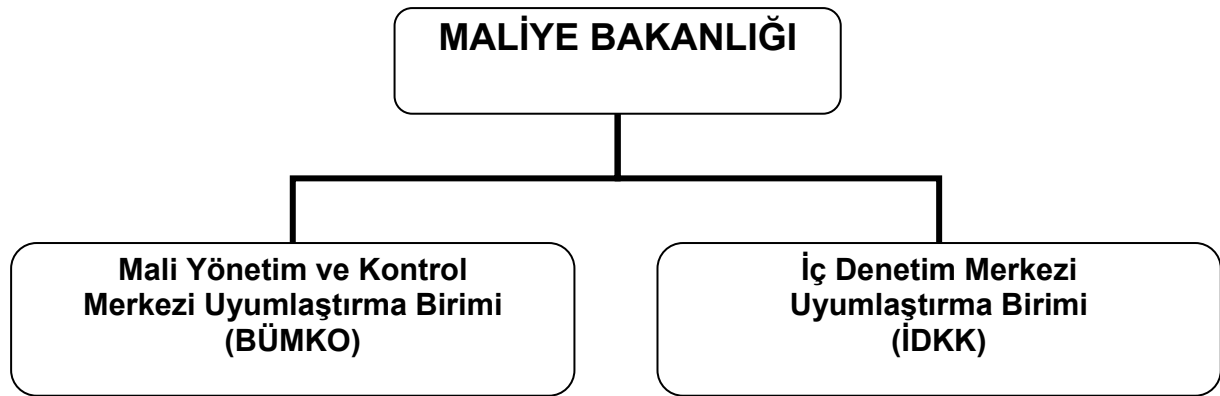 MALİYE BAKANLIĞI
Mali Yönetim ve Kontrol
Merkezi Uyumlaştırma Birimi
(BÜMKO)
İç Denetim Merkezi
Uyumlaştırma Birimi
(İDKK)